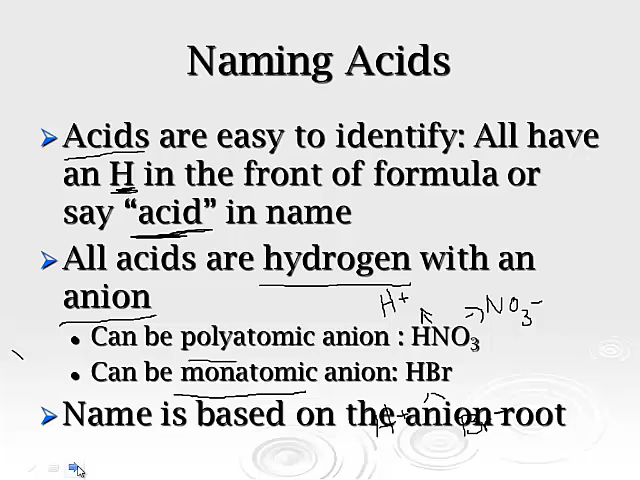 Naming Acids
Acids are easy to identify: All have
an H in the front of formula or
say “acid” in name
All acids are hydrogen with an
anion
H+ NO3-
Can be polyatomic anion : HNO3
Can be monatomic anion: HBr
Name is based on the anion root
H+ Br-